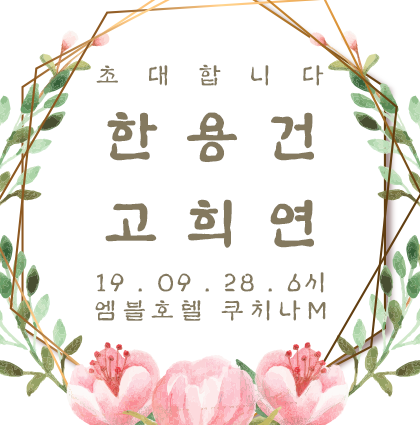 초 대 합 니 다
한 용 건
고 희 연
19 . 09 . 28 . 6시
엠블호텔 쿠치나M